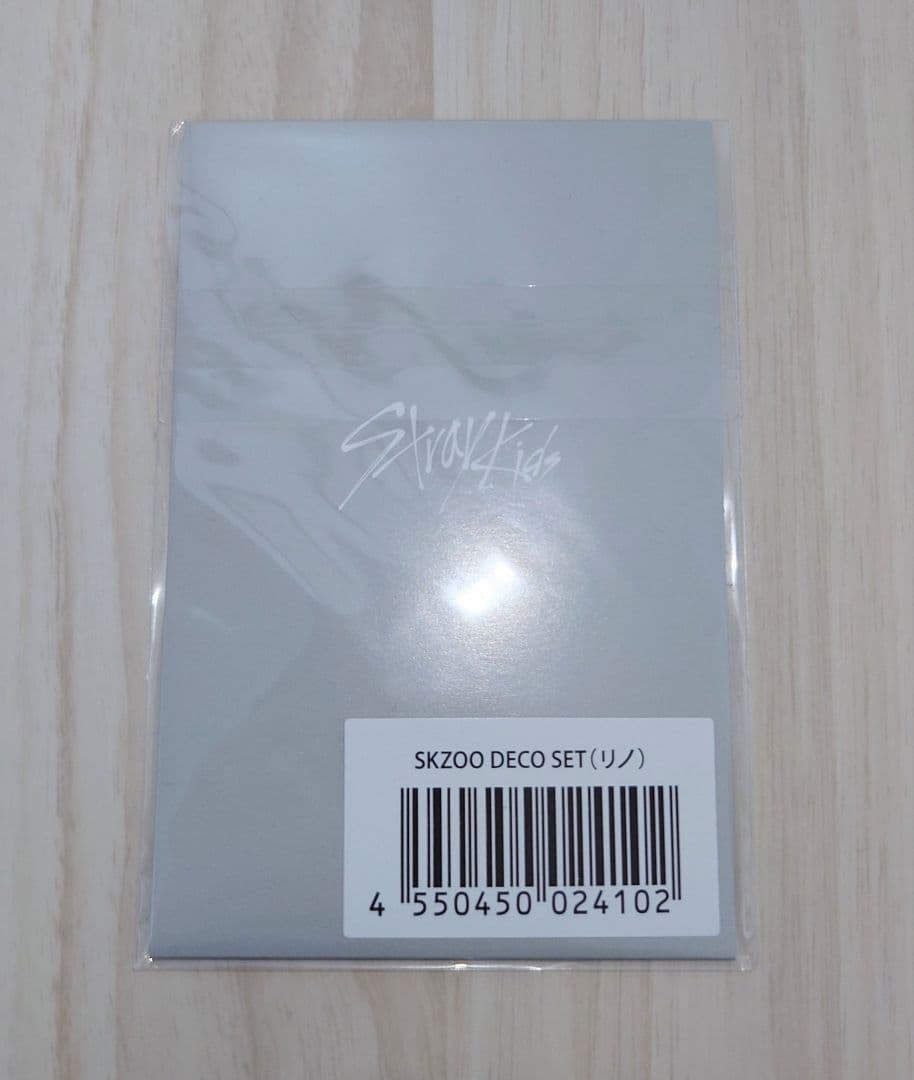 Stray Kids
SKZOO DECO SET(リノ)
4 550450 024102